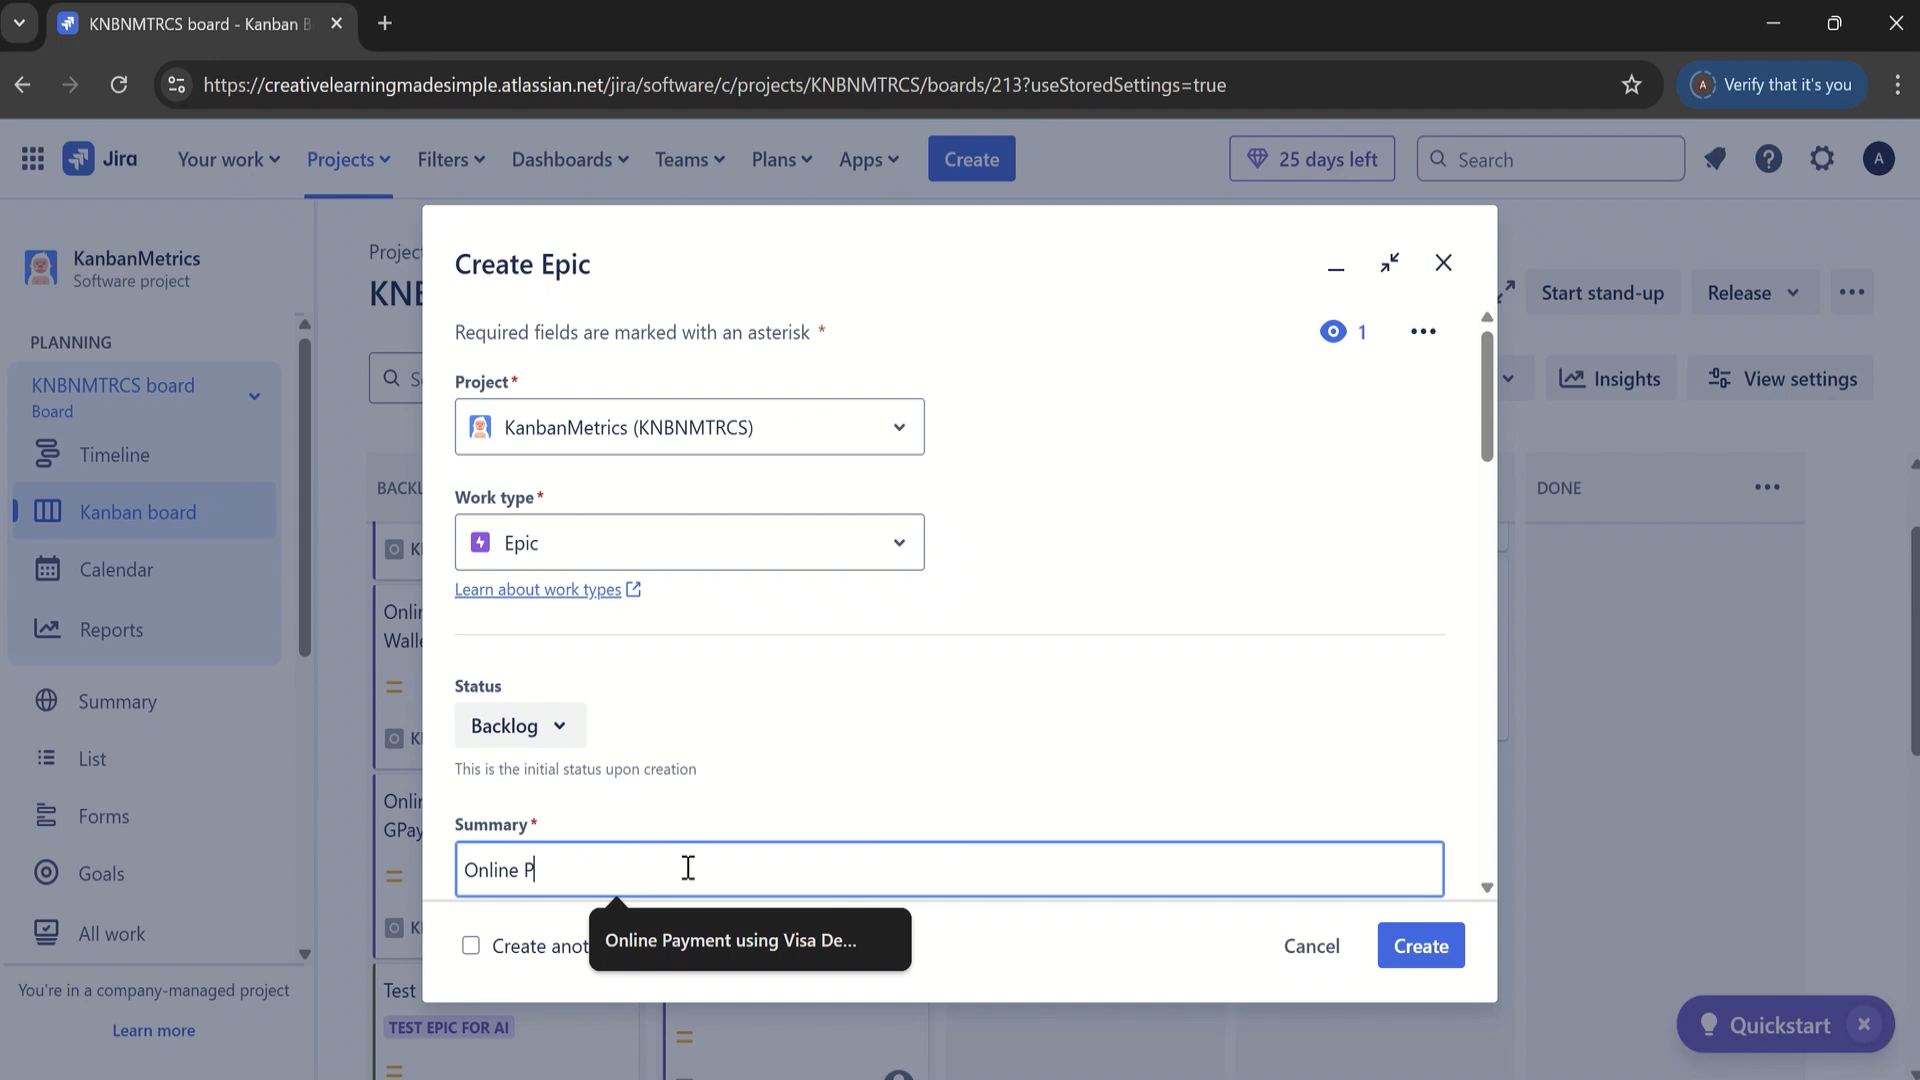 KNBNMTRCS board - Kanban B
https://creativelearningmadesimple.atlassian.net/jira/software/c/projects/KNBNMTRCS/boards/213?useStoredSettings=true
A
Verify that it's you
Jira
Your work
Projects
Filters
Dashboards
Teams
Plans
Apps
Create
25 days left
Search
A
KanbanMetrics
Software project
PLANNING
KNBNMTRCS board
Board
Timeline
Kanban board
Calendar
Reports
Summary
List
Forms
Goals
All work
You're in a company-managed project
Learn more
Project
KNB
Start stand-up
Release
Insights
View settings
DONE
Create Epic
Required fields are marked with an asterisk *
1
Project*
KanbanMetrics (KNBNMTRCS)
Work type*
Epic
Learn about work types
Status
Backlog
This is the initial status upon creation
Summary*
Online P
Online Payment using Visa De...
Create anot
Cancel
Create
GPay
Test
TEST EPIC FOR AI
Quickstart